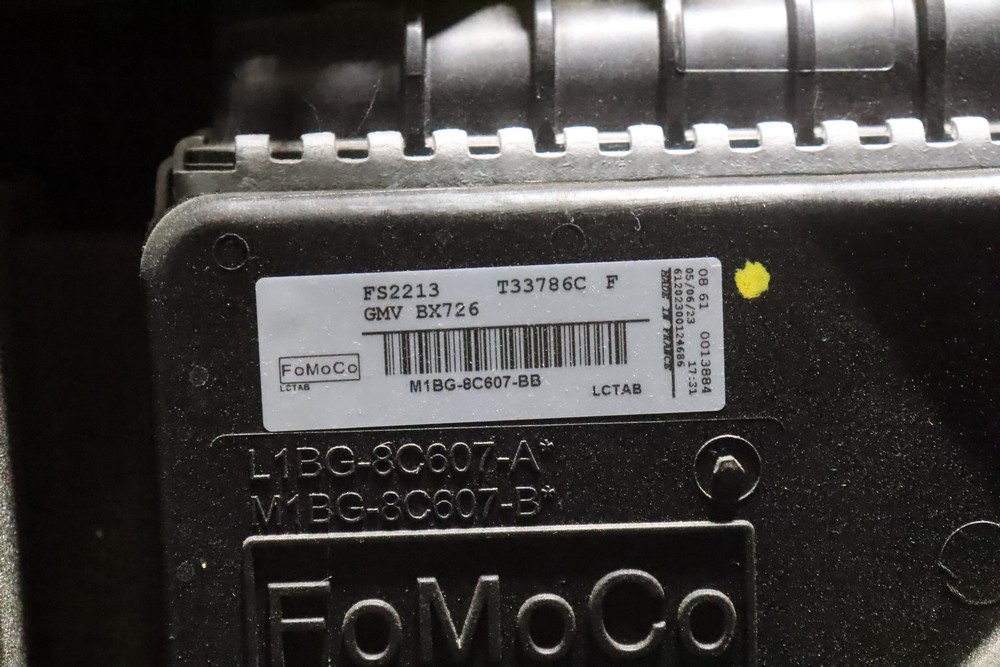 FS2213 T33786C F
GMV BX726
FoMoCo
LCTAB
M1BG-8C607-BB
LCTAB
08 61 0013884
05/06/23 17:31
61202300124686
MADE IN FRANCE
L1BG-8C607-A*
M1BG-8C607-B*
FoMoCo